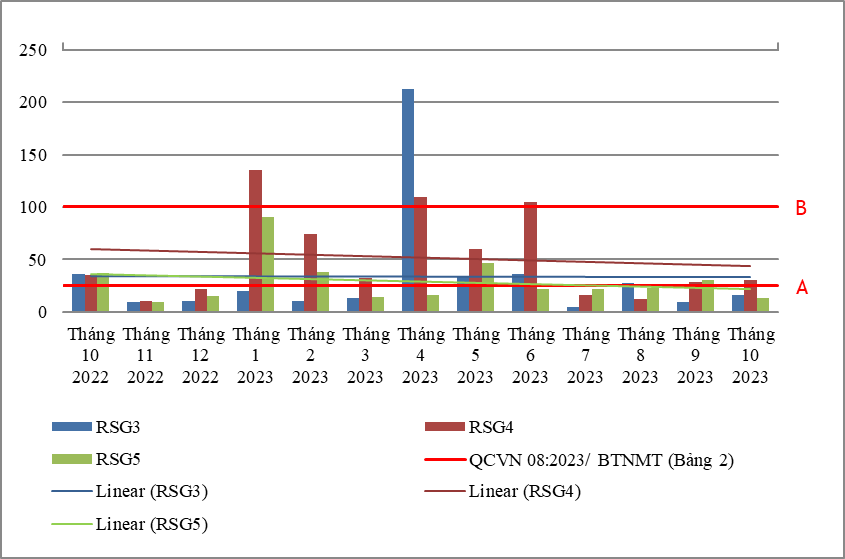 250
200
150
100
50
0
B
A
Tháng 10 2022
Tháng 11 2022
Tháng 12 2022
Tháng 1 2023
Tháng 2 2023
Tháng 3 2023
Tháng 4 2023
Tháng 5 2023
Tháng 6 2023
Tháng 7 2023
Tháng 8 2023
Tháng 9 2023
Tháng 10 2023
RSG3
RSG4
RSG5
QCVN 08:2023/ BTNMT (Bảng 2)
Linear (RSG3)
Linear (RSG4)
Linear (RSG5)